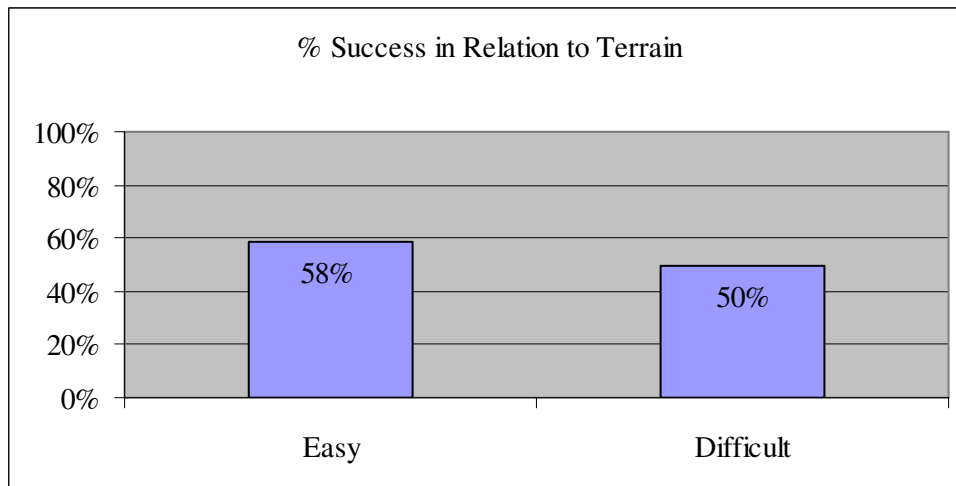 % Success in Relation to Terrain
100%
80%
60%
40%
20%
0%
58%
50%
Easy
Difficult